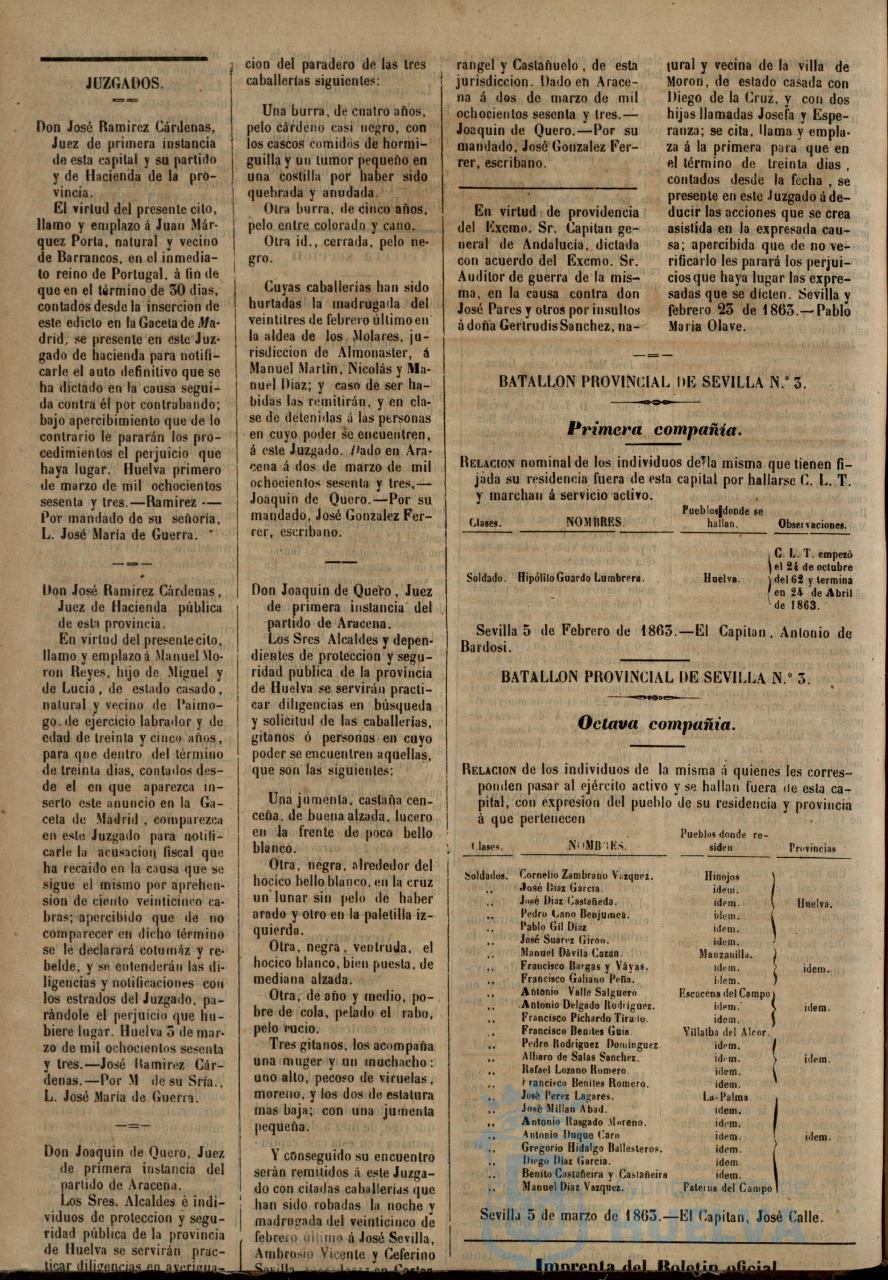 JUZGADOS.
Don José Ramirez Cárdenas,
Juez de primera instancia
de esta capital y su partido
y de Hacienda de la pro-
vincia.
El virtud del presente cito,
llamo y emplazo á Juan Már-
quez Porta, natural y vecino
de Barrancos, en el inmedia-
to reino de Portugal, á fin de
que en el término de 30 dias,
contados desde la insercion de
este edicto en la Gaceta de Ma-
drid, se presente en este Juz-
gado de hacienda para notifi-
carle el auto definitivo que se
ha dictado en la causa segui-
da contra él por contrabando;
bajo apercibimiento que de lo
contrario le pararán los pro-
cedimientos el perjuicio que
haya lugar. Huelva primero
de marzo de mil ochocientos
sesenta y tres.—Ramirez.—
Por mandado de su señoría,
L. José María de Guerra.
Don José Ramirez Cárdenas,
Juez de Hacienda pública
de esta provincia.
En virtud del presente cito,
llamo y emplazo á Manuel Mo-
ron Reyes, hijo de Miguel y
de Lucia, de estado casado,
natural y vecino de Paimo-
go, de ejercicio labrador y de
edad de treinta y cinco años,
para que dentro del término
de treinta dias, contados des-
de el en que aparezca in-
serto este anuncio en la Ga-
ceta de Madrid, comparezca
en este Juzgado para notifi-
carle la acusacion fiscal que
ha recaido en la causa que se
sigue el mismo por aprehen-
sion de ciento veinticinco ca-
bras; apercibido que de no
comparecer en dicho término
se le declarará cotumáz y re-
belde, y se entenderán las di-
ligencias y notificaciones con
los estrados del Juzgado, pa-
rándole el perjuicio que hu-
biere lugar. Huelva 3 de mar-
zo de mil ochocientos sesenta
y tres.—José Ramirez Cár-
denas.—Por M de su Sría.,
L. José Maria de Guerra.
Don Joaquin de Quero, Juez
de primera instancia del
partido de Aracena.
Los Sres. Alcaldes è indi-
viduos de proteccion y segu-
ridad pública de la provincia
de Huelva se servirán prac-
ticar diligencias en averigua-
cion del paradero de las tres
caballerías siguientes:
Una burra, de cuatro años,
pelo cárdeno casi negro, con
los cascos comidos de hormi-
guilla y un tumor pequeño en
una costilla por haber sido
quebrada y anudada.
Otra burra, de cinco años,
pelo entre colorado y cano.
Otra id., cerrada, pelo ne-
gro.
Cuyas caballerías han sido
hurtadas la madrugada del
veintitres de febrero último en
la aldea de los Molares, ju-
risdiccion de Almonaster, á
Manuel Martin, Nicolás y Ma-
nuel Diaz; y caso de ser ha-
bidas las remitirán, y en cla-
se de detenidas á las personas
en cuyo poder se encuentren,
á este Juzgado. Dado en Ara-
cena á dos de marzo de mil
ochocientos sesenta y tres.—
Joaquin de Quero.—Por su
mandado, José Gonzalez Fer-
rer, escribano.
Don Joaquin de Quero, Juez
de primera instancia del
partido de Aracena.
Los Sres Alcaldes y depen-
dientes de proteccion y segu-
ridad publica de la provincia
de Huelva se servirán practi-
car diligencias en búsqueda
y solicitud de las caballerías,
gitanos ó personas en cuyo
poder se encuentren aquellas,
que son las siguientes:
Una jumenta, castaña cen-
ceña, de buena alzada, lucero
en la frente de poco bello
blanco.
Otra, negra, alrededor del
hocico bello blanco, en la cruz
un lunar sin pelo de haber
arado y otro en la paletilla iz-
quierda.
Otra, negra, ventruda, el
hocico blanco, bien puesta, de
mediana alzada.
Otra, de año y medio, po-
bre de cola, pelado el rabo,
pelo rucio.
Tres gitanos, los acompaña
una muger y un muchacho:
uno alto, pecoso de viruelas,
moreno, y los dos de estatura
mas baja; con una jumenta
pequeña.
Y conseguido su encuentro
serán remitidos á este Juzga-
do con citadas caballerías que
han sido robadas la noche y
madrugada del veinticinco de
febrero último á José Sevilla,
Ambrosio Vicente y Ceferino
Sevilla
rangel y Castañuelo, de esta
jurisdiccion. Dado en Arace-
na á dos de marzo de mil
ochocientos sesenta y tres.—
Joaquin de Quero.—Por su
mandado, José Gonzalez Fer-
rer, escribano.
En virtud de providencia
del Excmo. Sr. Capitan ge-
neral de Andalucía, dictada
con acuerdo del Excmo. Sr.
Auditor de guerra de la mis-
ma, en la causa contra don
José Pares y otros por insultos
á doña Gertrudis Sanchez, na-
tural y vecina de la villa de
Moron, de estado casada con
Diego de la Cruz, y con dos
hijas llamadas Josefa y Espe-
ranza; se cita, llama y empla-
za á la primera para que en
el término de treinta dias,
contados desde la fecha, se
presente en este Juzgado á de-
ducir las acciones que se crea
asistida en la expresada cau-
sa; apercibida que de no ve-
rificarlo les parará los perjui-
cios que haya lugar las expre-
sadas que se dicten. Sevilla y
febrero 23 de 1863.—Pablo
Maria Olave.
BATALLON PROVINCIAL DE SEVILLA N.º 3.
Primera compañía.
RELACION nominal de los individuos de la misma que tienen fi-
jada su residencia fuera de esta capital por hallarse C. L. T.
y marchan á servicio activo.
Clases. NOMBRES. Pueblos donde se hallan. Observaciones.
Soldado. Hipólito Guardo Lumbrera. Huelva. C. L. T. empezò
el 24 de octubre
del 62 y termina
en 24 de Abril
de 1863.
Sevilla 5 de Febrero de 1863.—El Capitan, Antonio de
Bardosi.
BATALLON PROVINCIAL DE SEVILLA N.º 3.
Octava compañia.
RELACION de los individuos de la misma á quienes les corres-
ponden pasar al ejército activo y se hallan fuera de esta ca-
pital, con expresion del pueblo de su residencia y provincia
á que pertenecen
Clases. NOMBRES. Pueblos donde re-siden Provincias
Soldados. Cornelio Zambrano Vazquez. Hinojos
,, José Diaz Garcia. idem.
,, José Diaz Castañeda. idem. Huelva.
,, Pedro Cano Benjumea. idem.
,, Pablo Gil Diaz idem.
,, José Suarez Giron. idem.
,, Manuel Dávila Cazan. Manzanilla.
,, Francisco Bargas y Váyas. idem. idem.
,, Francisco Galiano Peña. idem.
,, Antonio Valle Salguero Escacena del Campo
,, Antonio Delgado Rodriguez. idem. idem.
,, Francisco Pichardo Tirado. idem.
,, Francisco Benites Guia. Villalba del Alcor.
,, Pedro Rodriguez Dominguez idem.
,, Albaro de Salas Sanchez. idem. idem.
,, Rafael Lozano Romero. idem.
,, Francisco Benites Romero. idem.
,, Josè Perez Lagares. La-Palma
,, Josè Millan Abad. idem.
,, Antonio Rasgado Moreno. idem.
,, Antonio Duque Caro idem. idem.
,, Gregorio Hidalgo Ballesteros. idem.
,, Diego Diaz Garcia. idem.
,, Benito Castañeira y Castañeira idem.
,, Manuel Diaz Vazquez. Paterna del Campo
Sevilla 5 de marzo de 1863.—El Capitan, José Calle.
Imprenta del Boletin oficial
HUELVA